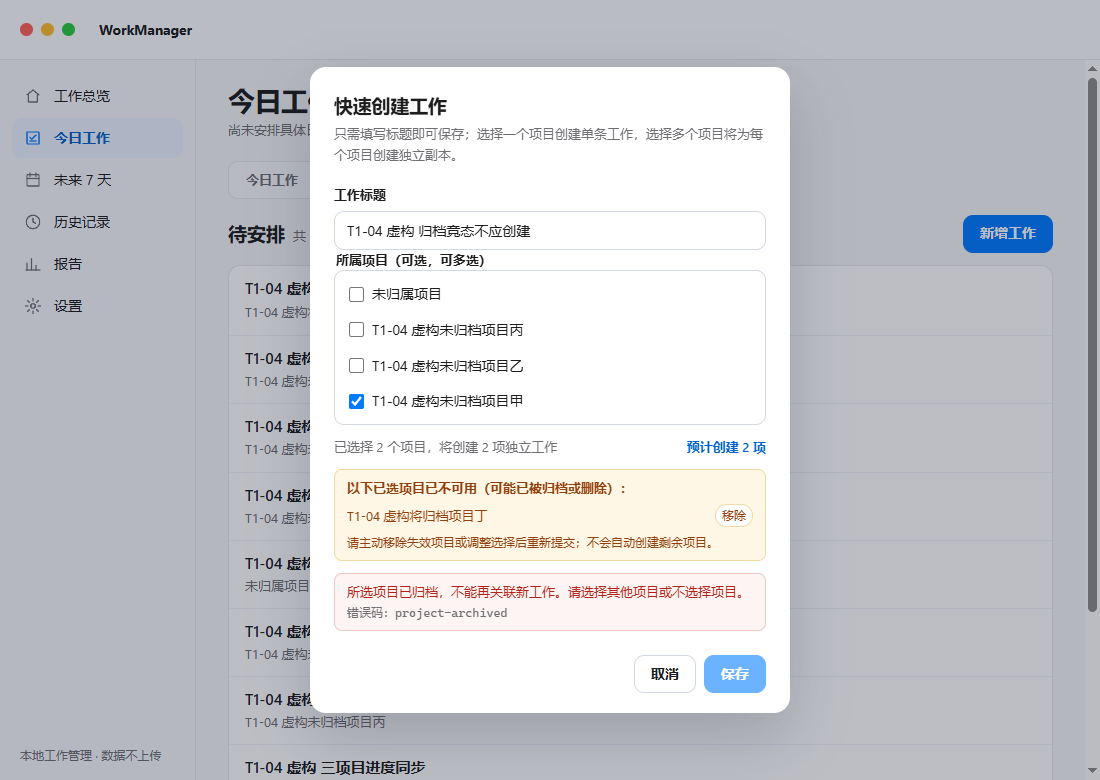 WorkManager
工作总览
今日工作
未来 7 天
历史记录
报告
设置
本地工作管理 · 数据不上传
今日工
尚未安排具体
今日工作
待安排 共
新增工作
T1-04 虚构
T1-04 虚构
T1-04 虚构
T1-04 虚构
T1-04 虚构
T1-04 虚构
T1-04 虚构
T1-04 虚构
T1-04 虚构
未归属项目
T1-04 虚构
T1-04 虚构
T1-04 虚构
T1-04 虚构未归档项目丙
T1-04 虚构 三项目进度同步
快速创建工作
只需填写标题即可保存；选择一个项目创建单条工作，选择多个项目将为每
个项目创建独立副本。
工作标题
T1-04 虚构 归档竞态不应创建
所属项目（可选，可多选）
未归属项目
T1-04 虚构未归档项目丙
T1-04 虚构未归档项目乙
T1-04 虚构未归档项目甲
已选择 2 个项目，将创建 2 项独立工作
预计创建 2 项
以下已选项目已不可用（可能已被归档或删除）：
T1-04 虚构将归档项目丁
移除
请主动移除失效项目或调整选择后重新提交；不会自动创建剩余项目。
所选项目已归档，不能再关联新工作。请选择其他项目或不选择项目。
错误码：project-archived
取消
保存